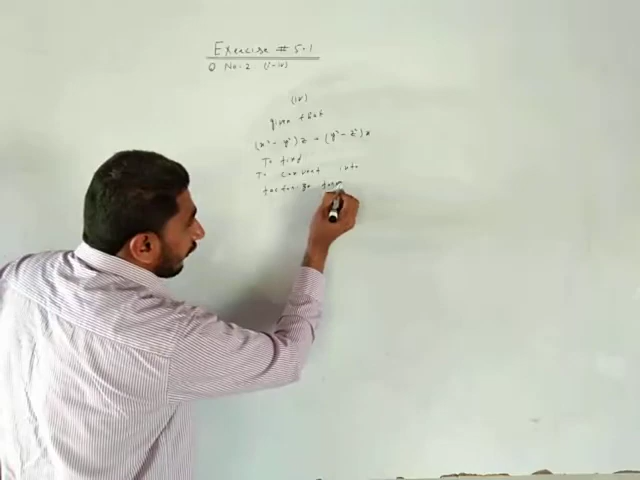 Exercise # 5.1
Q No: 2 (i-iv)
(iv)
given that
(x² - y²) z = (y² - z²) x
To find
To convert into
form